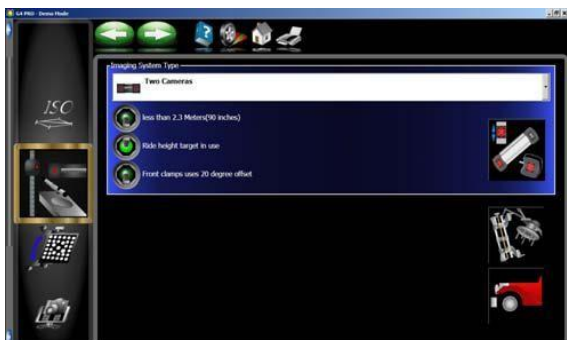 G4 PRO - Demo Mode
Imaging System Type
Two Cameras
less than 2.3 Meters(90 inches)
Ride height target in use
Front clamps uses 20 degree offset
ISO